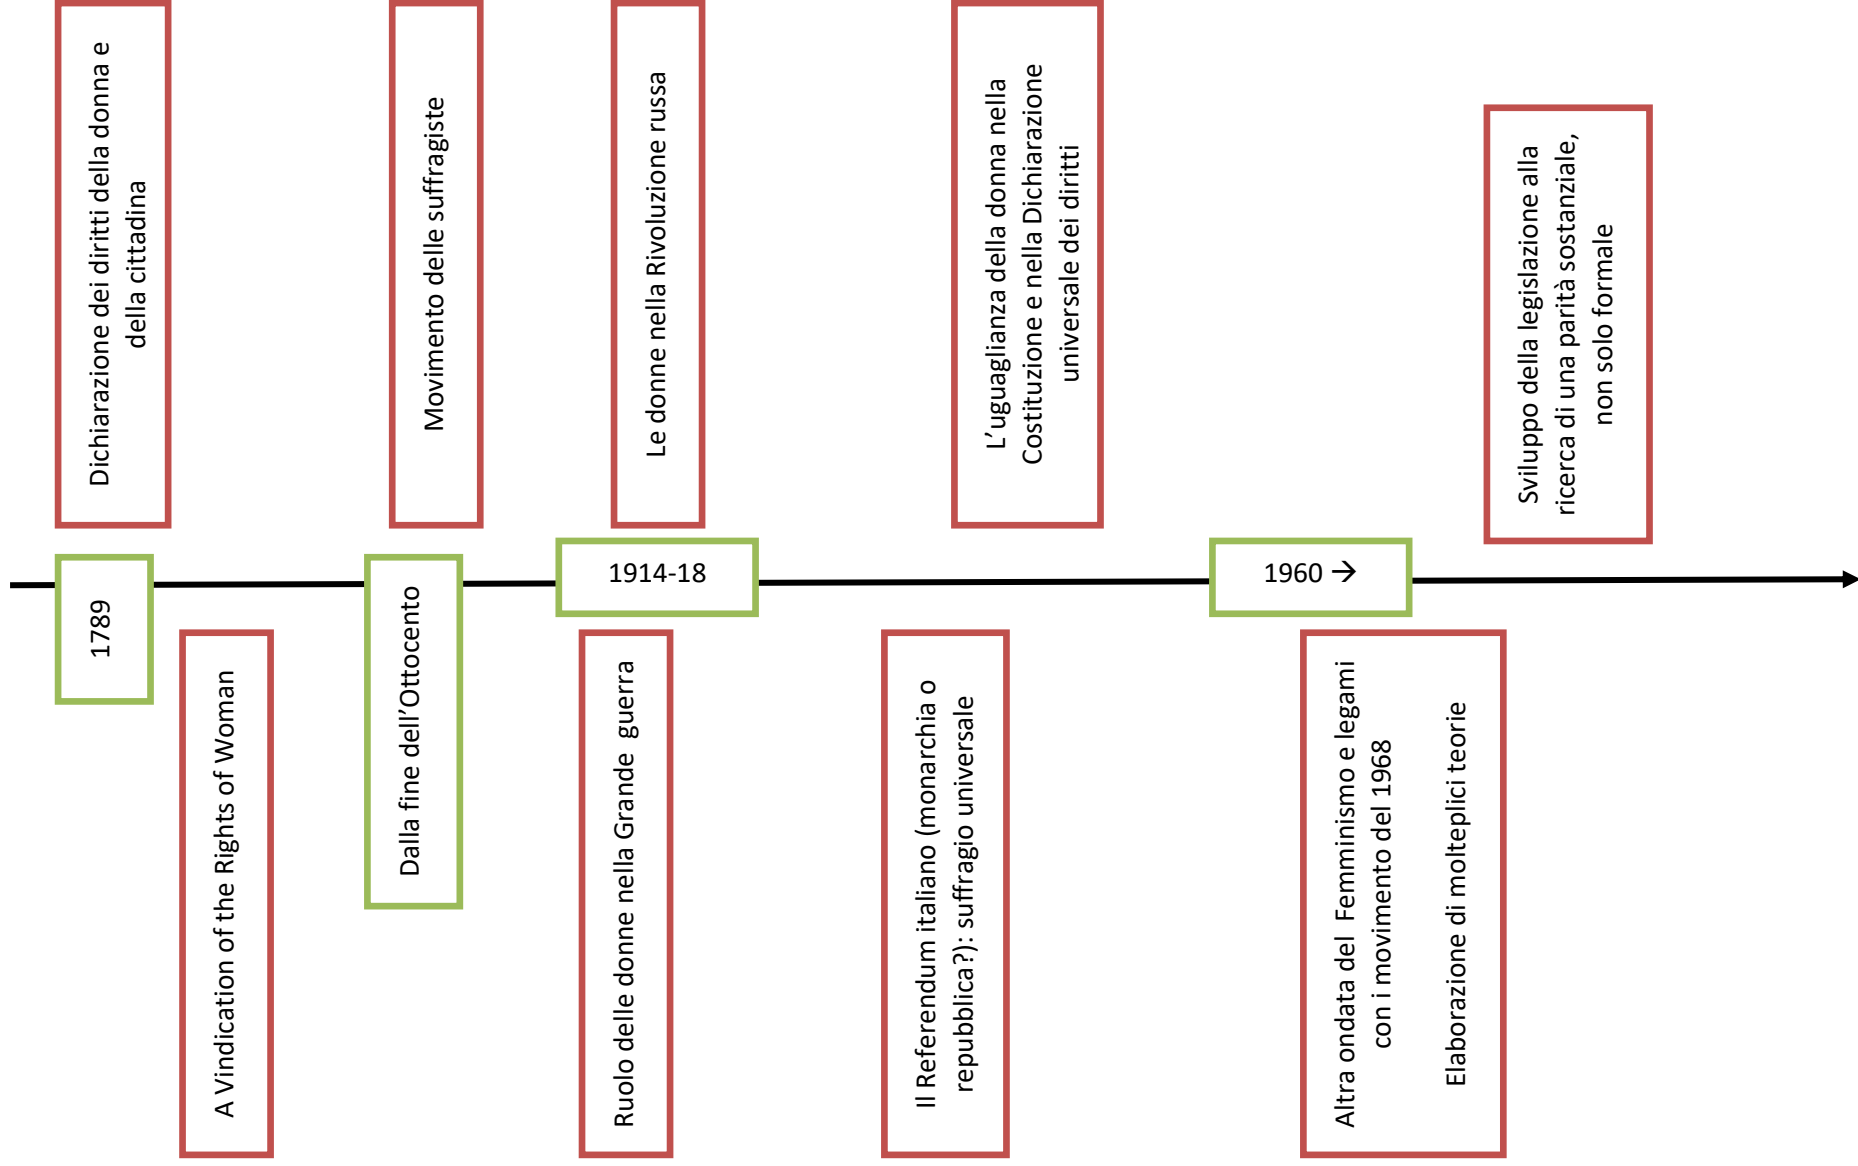 Dichiarazione dei diritti della donna e
della cittadina
Movimento delle suffragiste
Le donne nella Rivoluzione russa
L’uguaglianza della donna nella
Costituzione e nella Dichiarazione
universale dei diritti
Sviluppo della legislazione alla
ricerca di una parità sostanziale,
non solo formale
1789
Dalla fine dell’Ottocento
1914-18
1960 →
A Vindication of the Rights of Woman
Ruolo delle donne nella Grande guerra
Il Referendum italiano (monarchia o
repubblica?): suffragio universale
Altra ondata del Femminismo e legami
con i movimento del 1968
Elaborazione di molteplici teorie